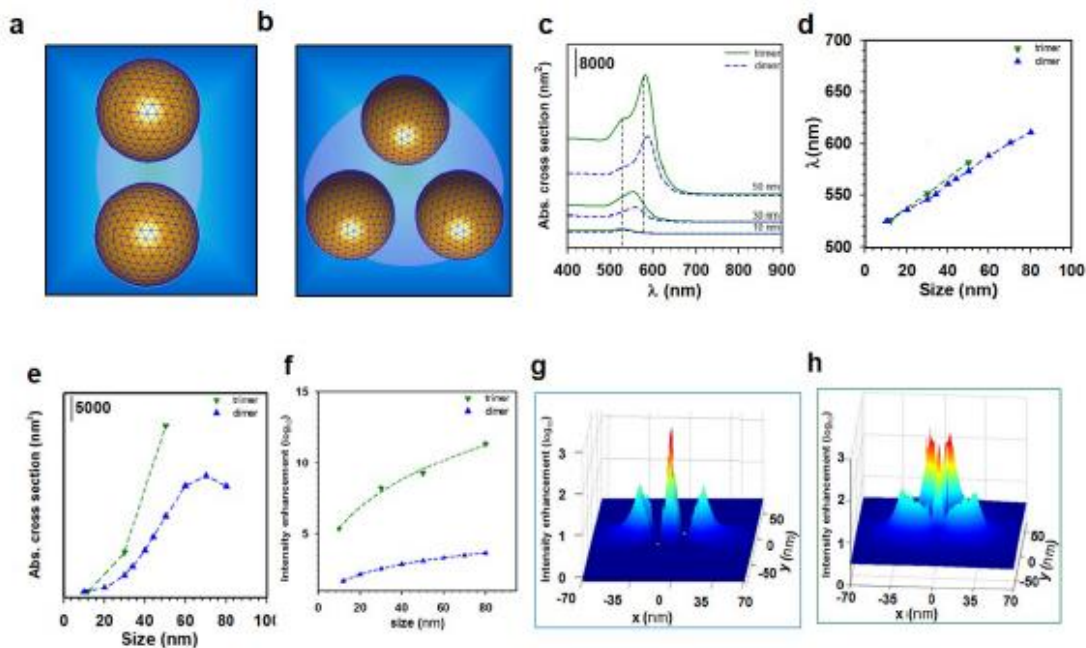 a
b
c
8000
trimer
dimer
50 nm
30 nm
10 nm
Abs. cross section (nm²)
400 500 600 700 800 900
λ (nm)
d
700
650
600
550
500
trimer
dimer
λ(nm)
0 20 40 60 80 100
Size (nm)
e
5000
trimer
dimer
Abs. cross section (nm²)
0 20 40 60 80 100
Size (nm)
f
15
10
5
trimer
dimer
Intensity enhancement (log₁₀)
0 20 40 60 80
size (nm)
g
Intensity enhancement (log₁₀)
3
2
1
0
-70 -35 0 35 70
x (nm)
50
0
-50
y (nm)
h
Intensity enhancement (log₁₀)
3
2
1
0
-70 -35 0 35 70
x (nm)
50
0
-50
y (nm)